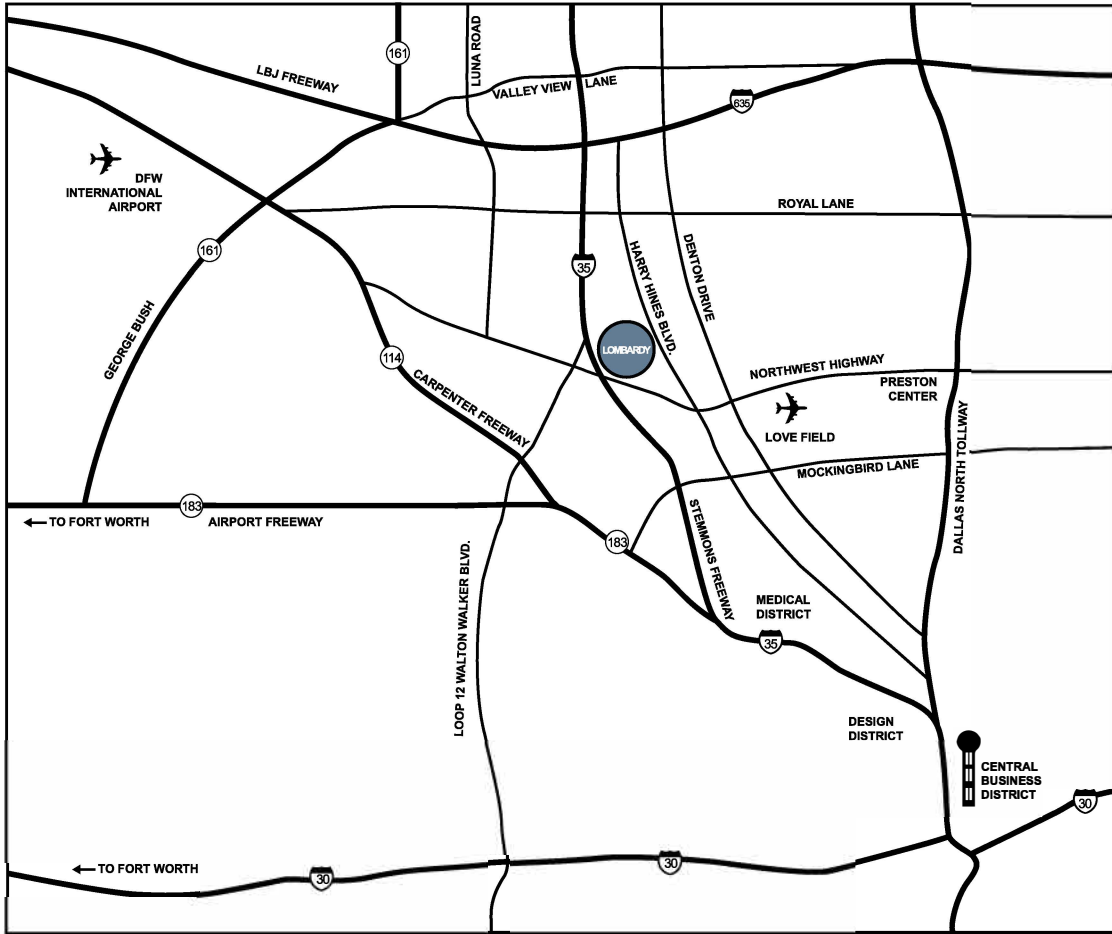 161
LUNA ROAD
LBJ FREEWAY
VALLEY VIEW LANE
635
DFW
INTERNATIONAL
AIRPORT
ROYAL LANE
161
35
HARRY HINES BLVD.
DENTON DRIVE
GEORGE BUSH
LOMBARDY
114
NORTHWEST HIGHWAY
PRESTON
CENTER
CARPENTER FREEWAY
LOVE FIELD
MOCKINGBIRD LANE
DALLAS NORTH TOLLWAY
183
TO FORT WORTH
AIRPORT FREEWAY
183
STEMMONS FREEWAY
LOOP 12 WALTON WALKER BLVD.
MEDICAL
DISTRICT
35
DESIGN
DISTRICT
CENTRAL
BUSINESS
DISTRICT
30
TO FORT WORTH
30
30